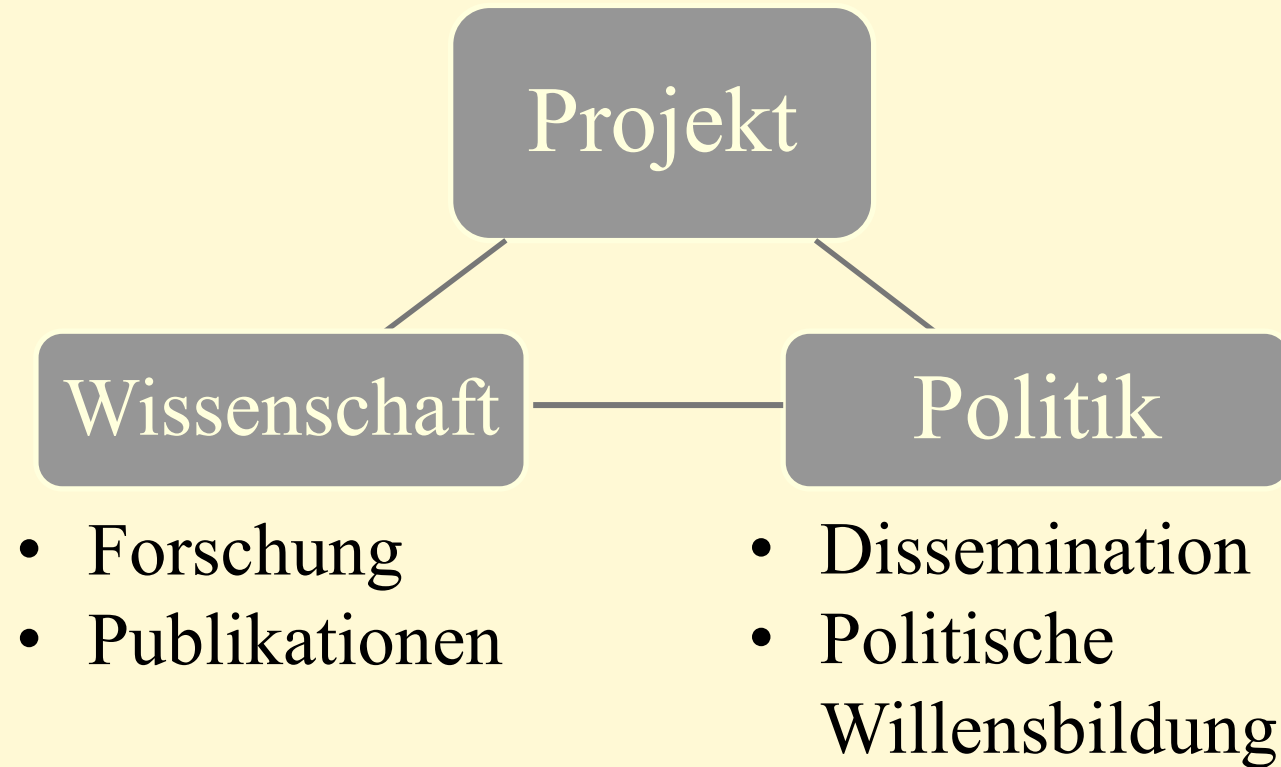 Projekt
Wissenschaft
Politik
• Forschung
• Publikationen
• Dissemination
• Politische
Willensbildung